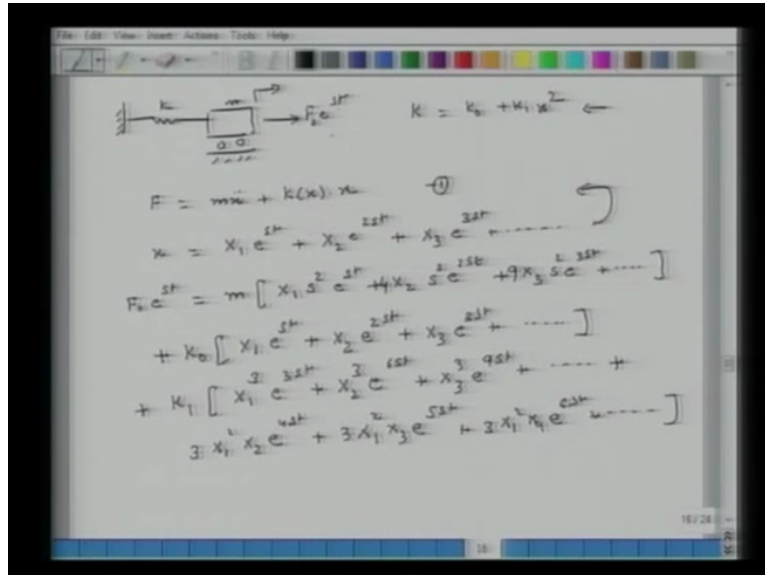 File Edit View Insert Actions Tools Help
K m F₀e^{st} K = K₀ + K₁x² ←
F = mẍ + K(x).x —①
x = X₁e^{st} + X₂e^{2st} + X₃e^{3st} + ......
F₀e^{st} = m[X₁s²e^{st} + 4X₂s²e^{2st} + 9X₃s²e^{3st} + ....]
+ K₀[X₁e^{st} + X₂e^{2st} + X₃e^{3st} + ......]
+ K₁[X₁³e^{3st} + X₂³e^{6st} + X₃³e^{9st} + ...... +
3X₁²X₂e^{4st} + 3X₁²X₃e^{5st} + 3X₁²X₄e^{6st} + ......]